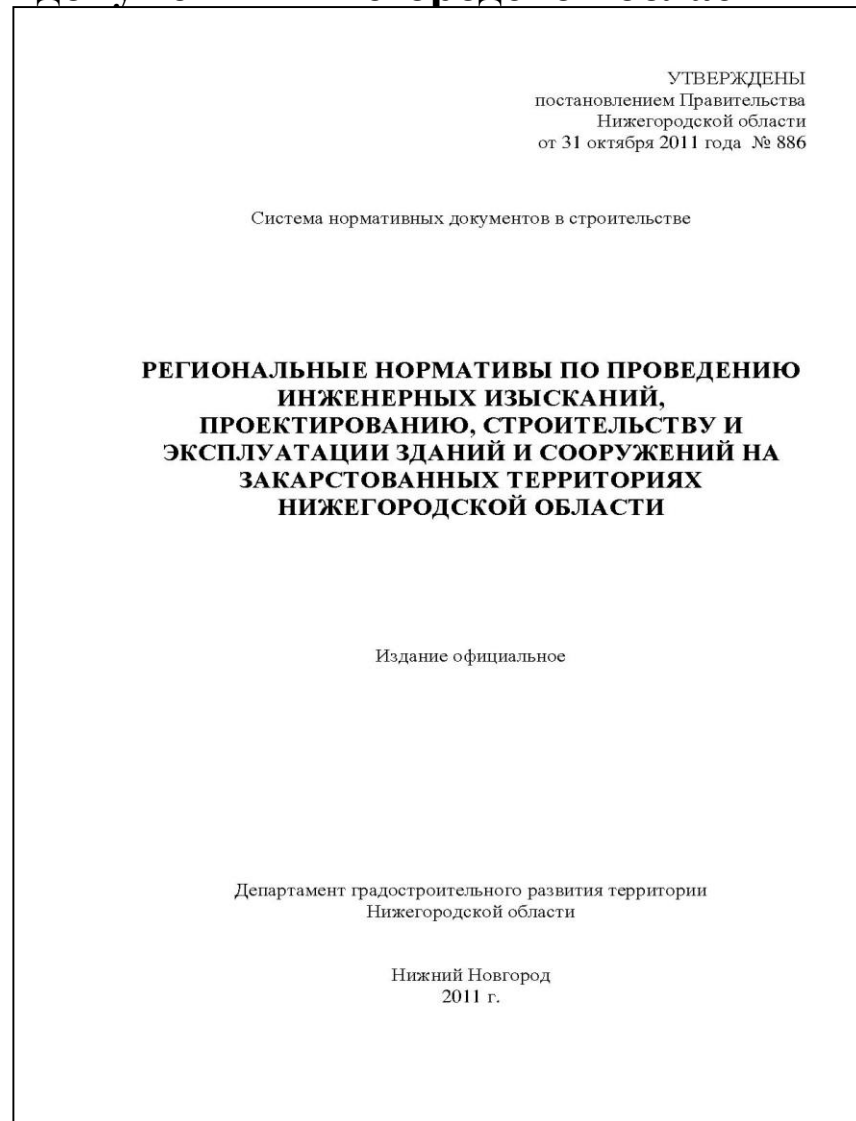 УТВЕРЖДЕНЫ
постановлением Правительства
Нижегородской области
от 31 октября 2011 года № 886
Система нормативных документов в строительстве
РЕГИОНАЛЬНЫЕ НОРМАТИВЫ ПО ПРОВЕДЕНИЮ
ИНЖЕНЕРНЫХ ИЗЫСКАНИЙ,
ПРОЕКТИРОВАНИЮ, СТРОИТЕЛЬСТВУ И
ЭКСПЛУАТАЦИИ ЗДАНИЙ И СООРУЖЕНИЙ НА
ЗАКАРСТОВАННЫХ ТЕРРИТОРИЯХ
НИЖЕГОРОДСКОЙ ОБЛАСТИ
Издание официальное
Департамент градостроительного развития территории
Нижегородской области
Нижний Новгород
2011 г.